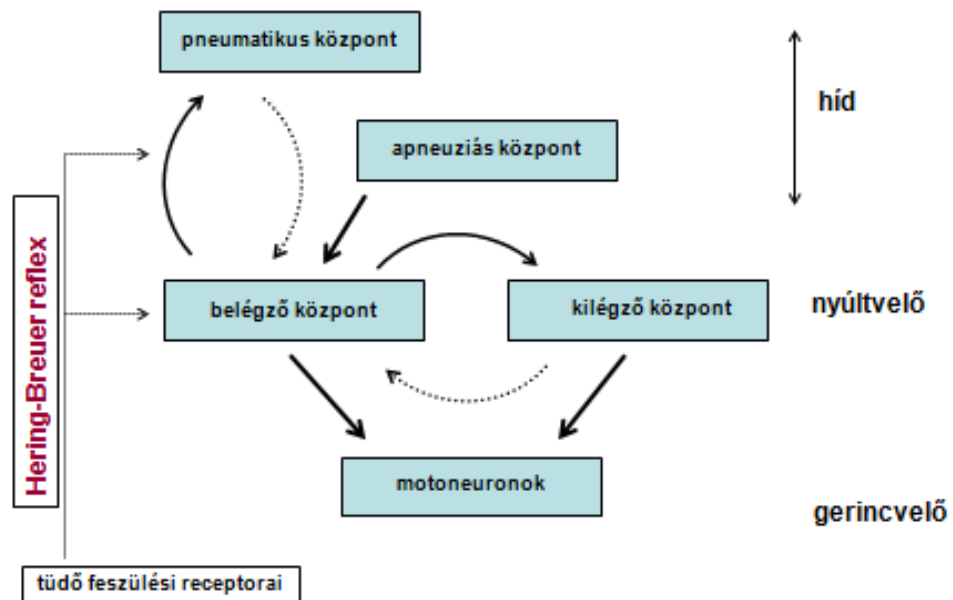 pneumatikus központ
híd
apneuziás központ
Hering-Breuer reflex
belégző központ
kilégző központ
nyúltvelő
motoneuronok
gerincvelő
tüdő feszülési receptorai